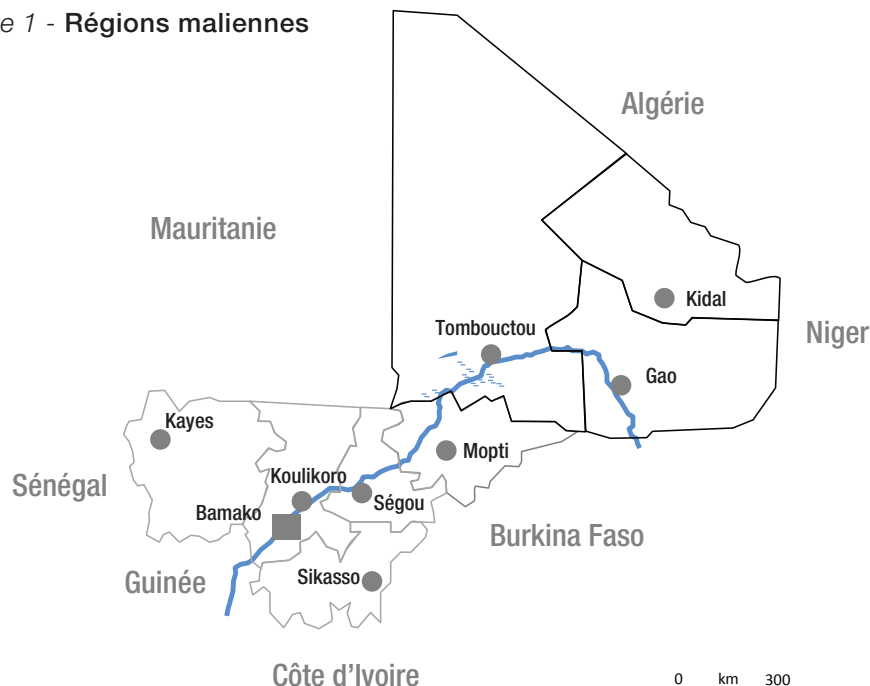 e 1 - Régions maliennes
Algérie
Mauritanie
Kidal
Tombouctou
Niger
Gao
Kayes
Mopti
Koulikoro
Sénégal
Ségou
Bamako
Burkina Faso
Guinée
Sikasso
Côte d'Ivoire
0 km 300